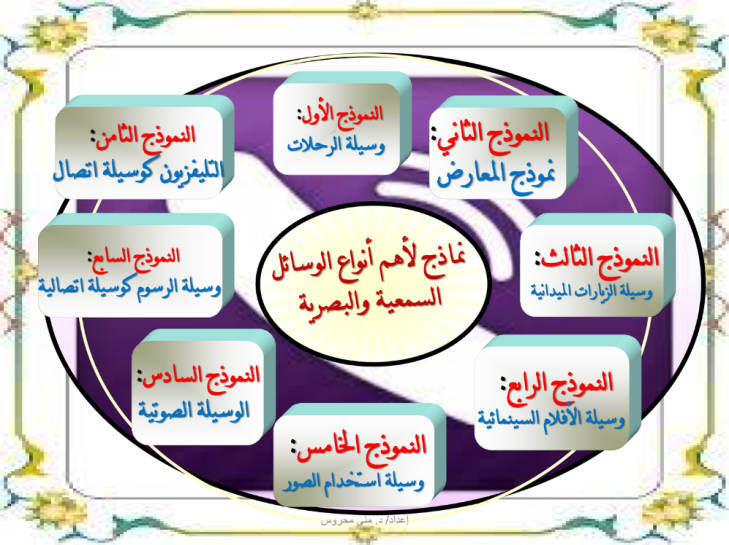 نماذج لأهم أنواع الوسائل
السمعية والبصرية
النموذج الأول:
وسيلة الرحلات
النموذج الثاني:
نموذج المعارض
النموذج الثالث:
وسيلة الزيارات الميدانية
النموذج الرابع:
وسيلة الأفلام السينمائية
النموذج الخامس:
وسيلة استخدام الصور
النموذج السادس:
الوسيلة الصوتية
النموذج السابع:
وسيلة الرسوم كوسيلة اتصالية
النموذج الثامن:
التليفزيون كوسيلة اتصال
إعداد/ د. منى محروس